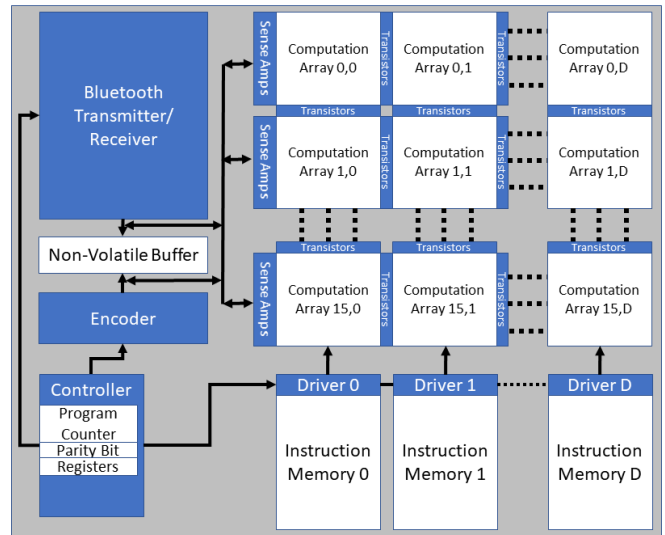 Bluetooth
Transmitter/
Receiver
Non-Volatile Buffer
Encoder
Controller
Program
Counter
Parity Bit
Registers
Sense Amps
Computation
Array 0,0
Transistors
Computation
Array 0,1
Transistors
Computation
Array 0,D
Transistors
Transistors
Transistors
Sense Amps
Computation
Array 1,0
Transistors
Computation
Array 1,1
Transistors
Computation
Array 1,D
Transistors
Transistors
Transistors
Sense Amps
Computation
Array 15,0
Transistors
Computation
Array 15,1
Transistors
Computation
Array 15,D
Driver 0
Instruction
Memory 0
Driver 1
Instruction
Memory 1
Driver D
Instruction
Memory D